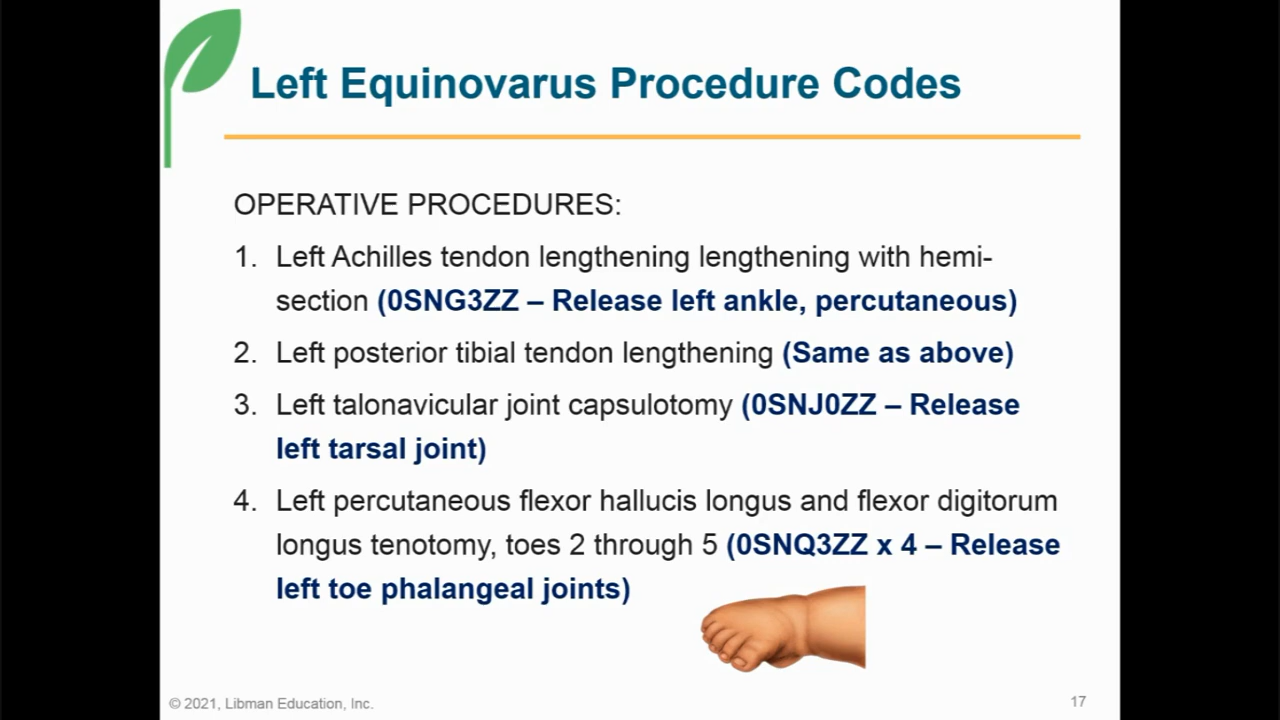 Left Equinovarus Procedure Codes
OPERATIVE PROCEDURES:
1. Left Achilles tendon lengthening lengthening with hemi-
section (0SNG3ZZ – Release left ankle, percutaneous)
2. Left posterior tibial tendon lengthening (Same as above)
3. Left talonavicular joint capsulotomy (0SNJ0ZZ – Release
left tarsal joint)
4. Left percutaneous flexor hallucis longus and flexor digitorum
longus tenotomy, toes 2 through 5 (0SNQ3ZZ x 4 – Release
left toe phalangeal joints)
© 2021, Libman Education, Inc.
17